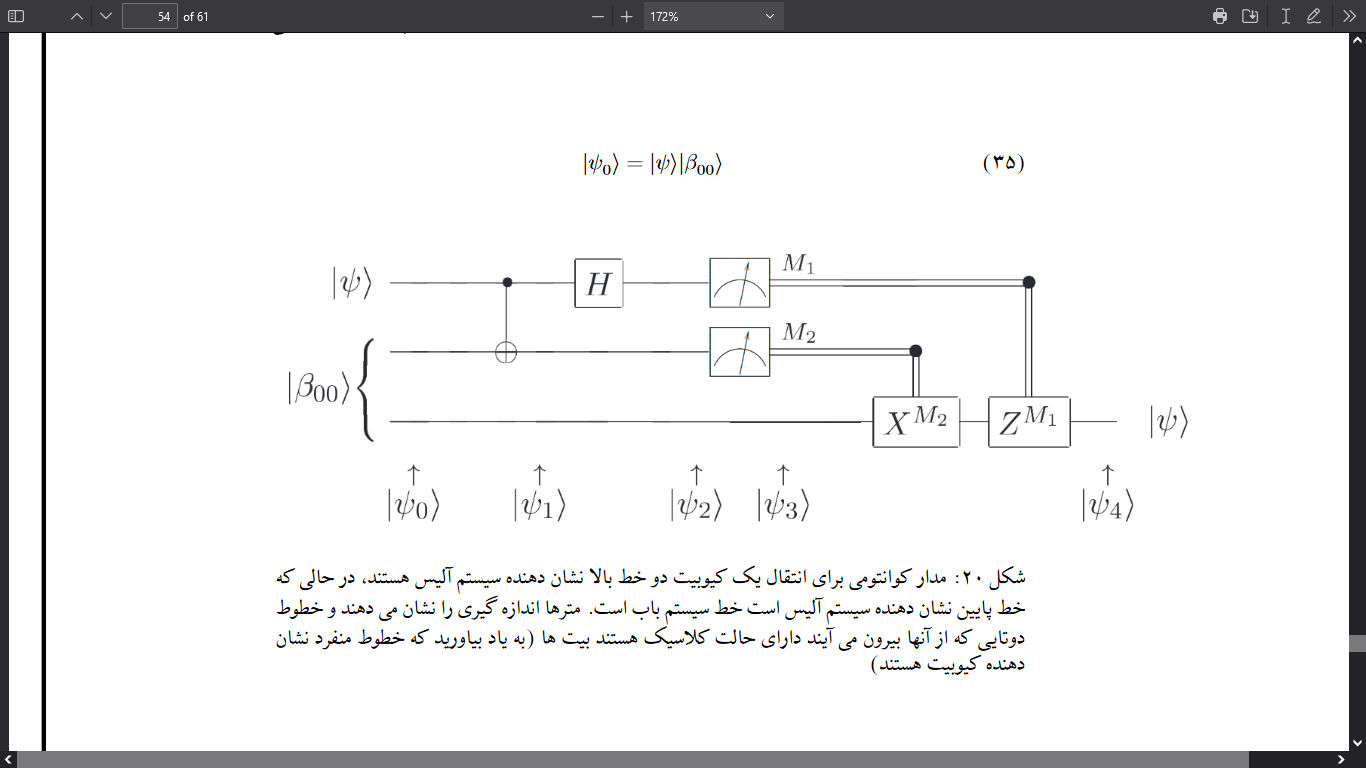 54 of 61
172%
|ψ₀⟩ = |ψ⟩|β₀₀⟩ (۳۵)
|ψ⟩ H M₁
M₂
|β₀₀⟩
X^M₂ Z^M₁ |ψ⟩
↑ ↑ ↑ ↑ ↑
|ψ₀⟩ |ψ₁⟩ |ψ₂⟩ |ψ₃⟩ |ψ₄⟩
شکل ۲۰: مدار کوانتومی برای انتقال یک کیوبیت دو خط بالا نشان دهنده سیستم آلیس هستند، در حالی که
خط پایین نشان دهنده سیستم آلیس است خط سیستم باب است. مترها اندازه گیری را نشان می دهند و خطوط
دوتایی که از آنها بیرون می آیند دارای حالت کلاسیک هستند بیت ها (به یاد بیاورید که خطوط منفرد نشان
دهنده کیوبیت هستند)